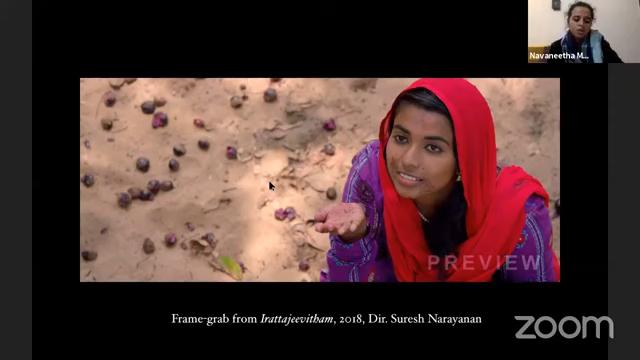 Navaneetha M...
PREVIEW
Frame-grab from Irattajeevitham, 2018, Dir. Suresh Narayanan
zoom